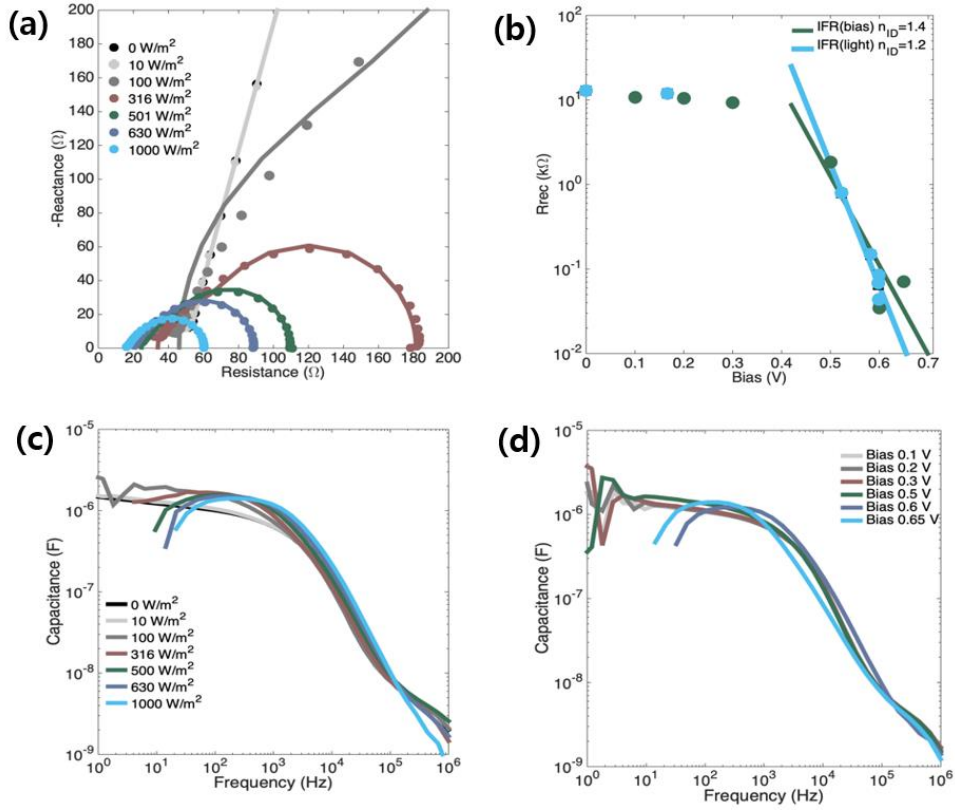 (a)
200
180
160
140
120
100
80
60
40
20
0
-Reactance (Ω)
0 W/m²
10 W/m²
100 W/m²
316 W/m²
501 W/m²
630 W/m²
1000 W/m²
0 20 40 60 80 100 120 140 160 180 200
Resistance (Ω)
(b)
10²
10¹
10⁰
10⁻¹
10⁻²
Rrec (kΩ)
IFR(bias) n_ID=1.4
IFR(light) n_ID=1.2
0 0.1 0.2 0.3 0.4 0.5 0.6 0.7
Bias (V)
(c)
10⁻⁵
10⁻⁶
10⁻⁷
10⁻⁸
10⁻⁹
Capacitance (F)
0 W/m²
10 W/m²
100 W/m²
316 W/m²
500 W/m²
630 W/m²
1000 W/m²
10⁰ 10¹ 10² 10³ 10⁴ 10⁵ 10⁶
Frequency (Hz)
(d)
10⁻⁵
10⁻⁶
10⁻⁷
10⁻⁸
10⁻⁹
Capacitance (F)
Bias 0.1 V
Bias 0.2 V
Bias 0.3 V
Bias 0.5 V
Bias 0.6 V
Bias 0.65 V
10⁰ 10¹ 10² 10³ 10⁴ 10⁵ 10⁶
Frequency (Hz)